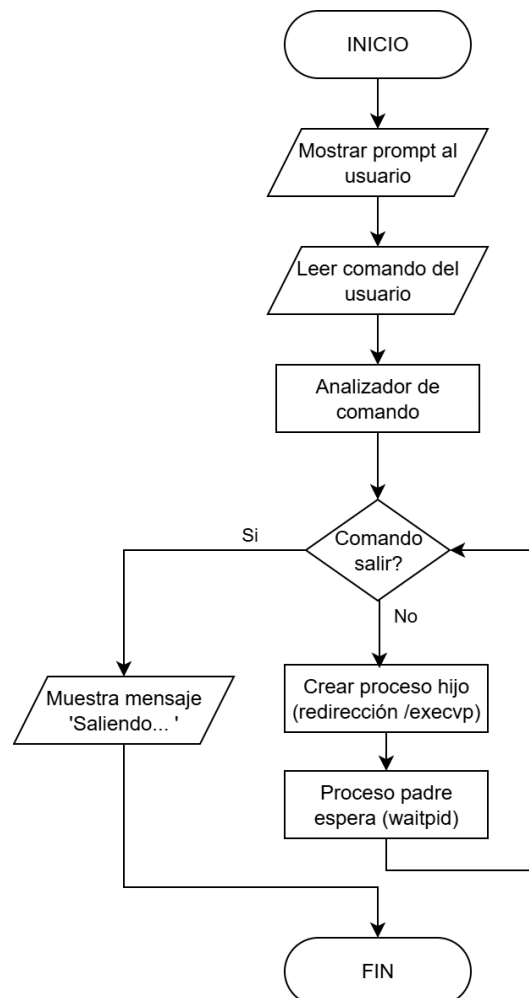 INICIO
Mostrar prompt al
usuario
Leer comando del
usuario
Analizador de
comando
Comando
salir?
Si
No
Muestra mensaje
'Saliendo... '
Crear proceso hijo
(redirección /execvp)
Proceso padre
espera (waitpid)
FIN